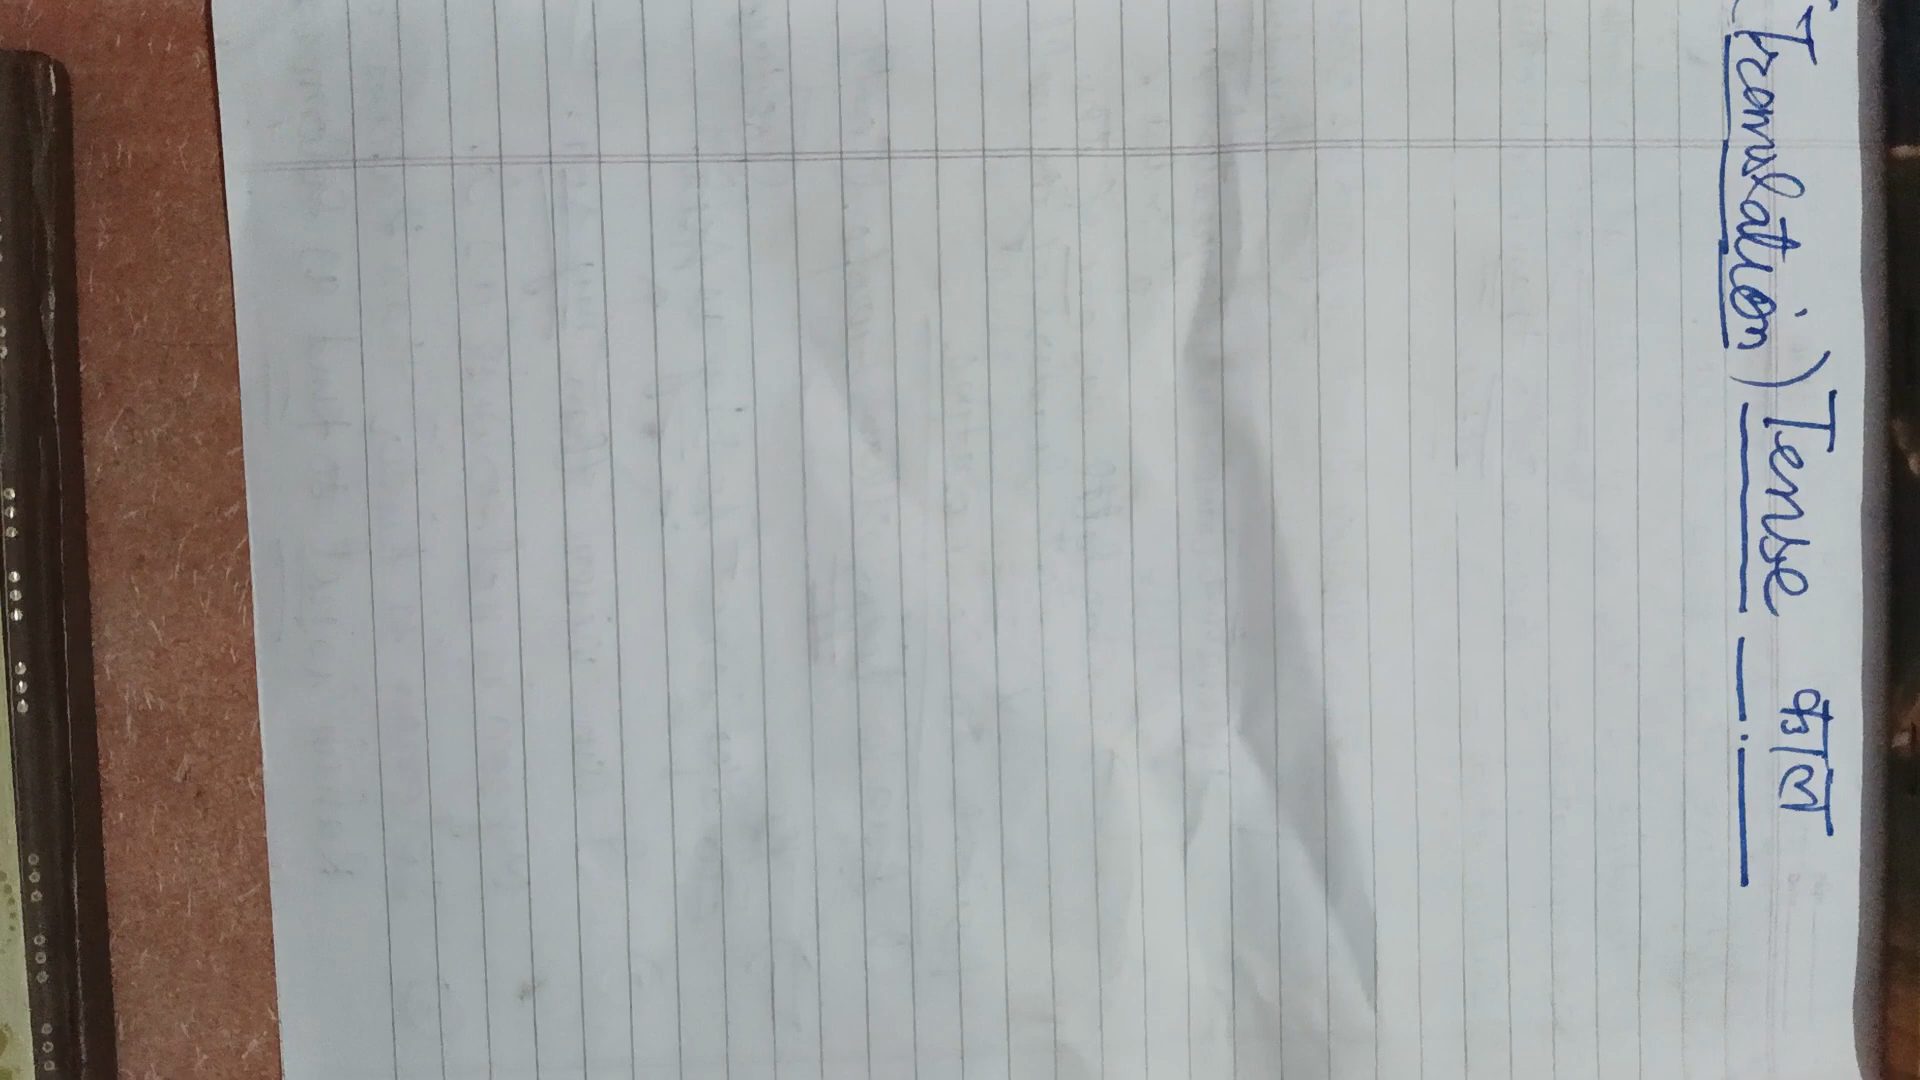 (Translation) Tense काल